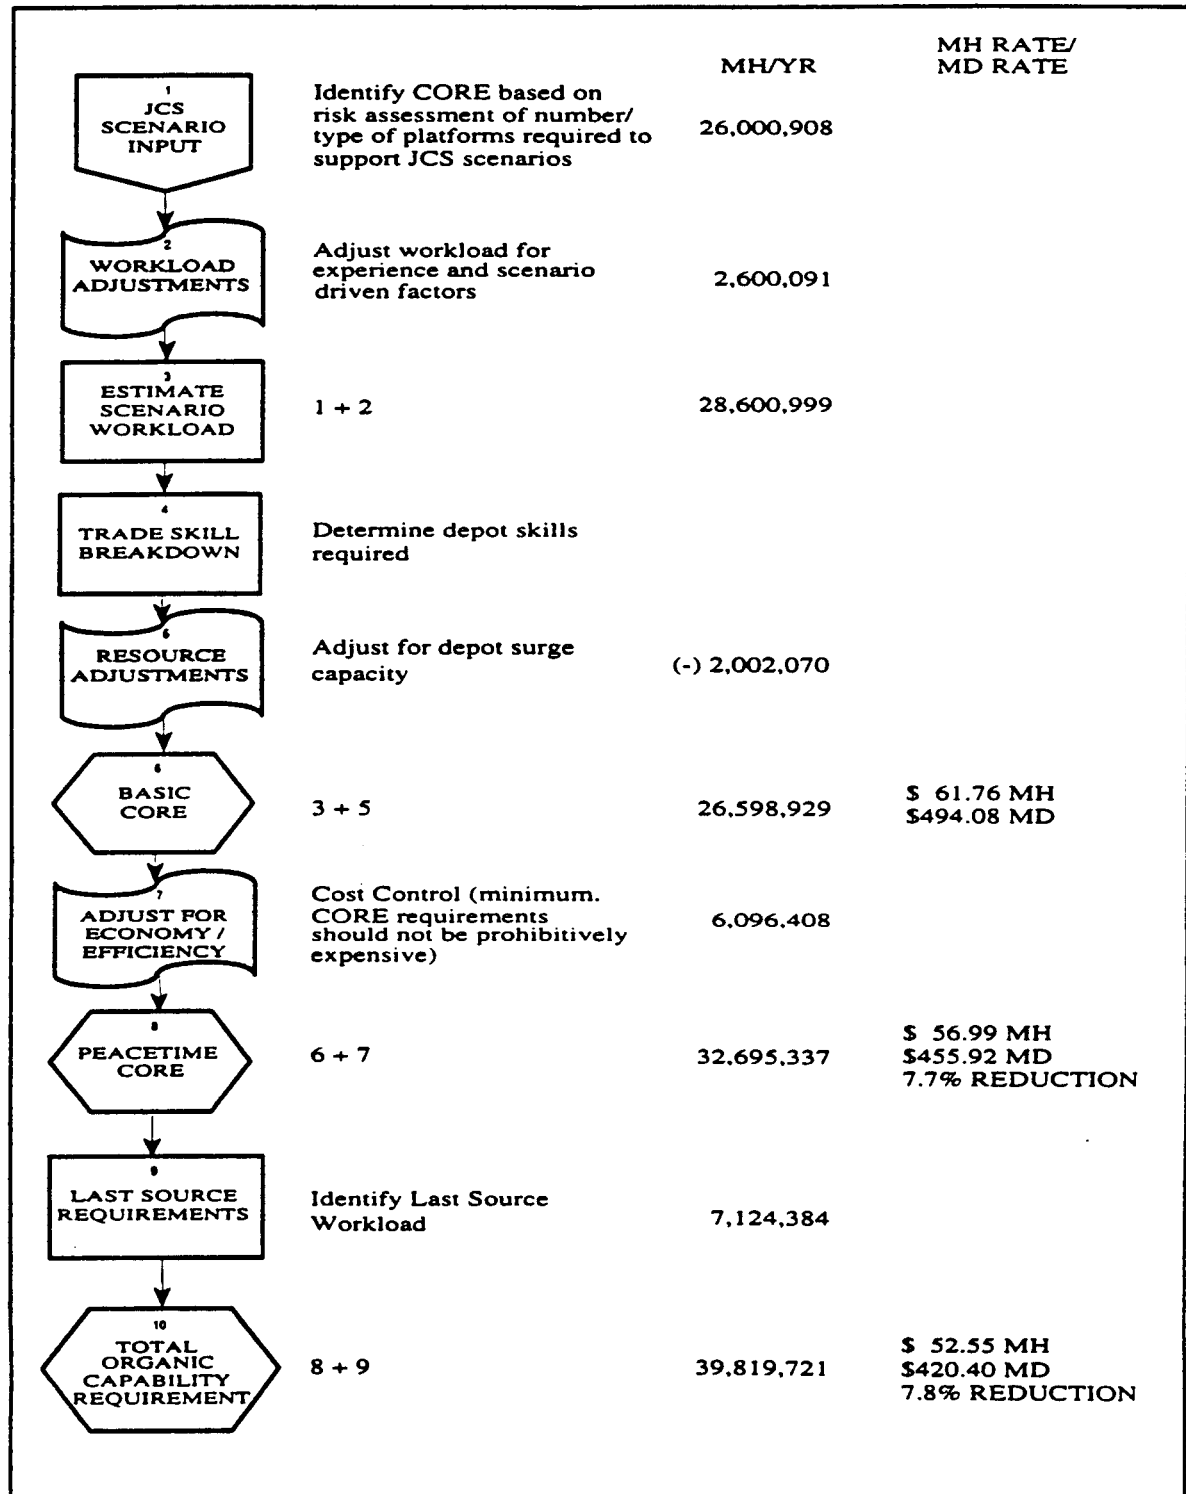 MH/YR
MH RATE/
MD RATE
1
JCS
SCENARIO
INPUT
Identify CORE based on
risk assessment of number/
type of platforms required to
support JCS scenarios
26,000,908
2
WORKLOAD
ADJUSTMENTS
Adjust workload for
experience and scenario
driven factors
2,600,091
3
ESTIMATE
SCENARIO
WORKLOAD
1 + 2
28,600,999
4
TRADE SKILL
BREAKDOWN
Determine depot skills
required
5
RESOURCE
ADJUSTMENTS
Adjust for depot surge
capacity
(-) 2,002,070
6
BASIC
CORE
3 + 5
26,598,929
$ 61.76 MH
$494.08 MD
7
ADJUST FOR
ECONOMY /
EFFICIENCY
Cost Control (minimum.
CORE requirements
should not be prohibitively
expensive)
6,096,408
8
PEACETIME
CORE
6 + 7
32,695,337
$ 56.99 MH
$455.92 MD
7.7% REDUCTION
9
LAST SOURCE
REQUIREMENTS
Identify Last Source
Workload
7,124,384
10
TOTAL
ORGANIC
CAPABILITY
REQUIREMENT
8 + 9
39,819,721
$ 52.55 MH
$420.40 MD
7.8% REDUCTION